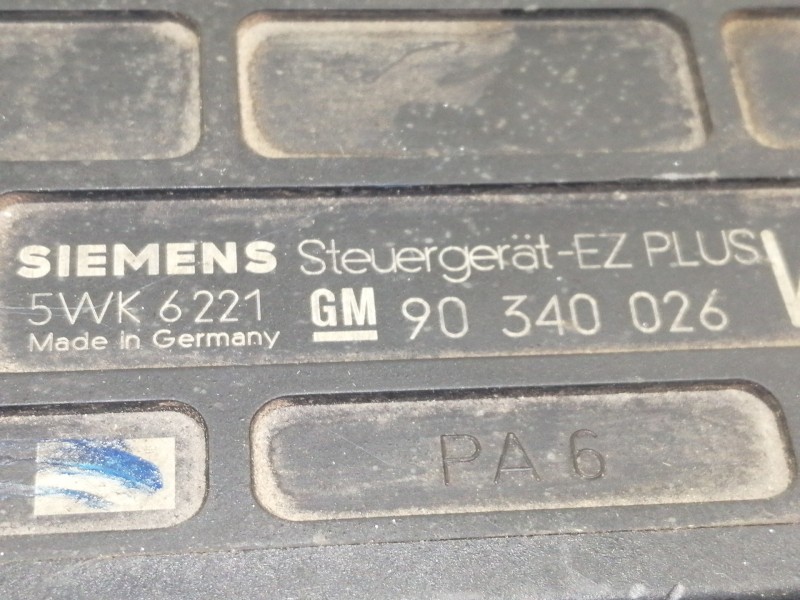 SIEMENS Steuergerät-EZ PLUS
5WK 6221 GM 90 340 026
Made in Germany
PA 6